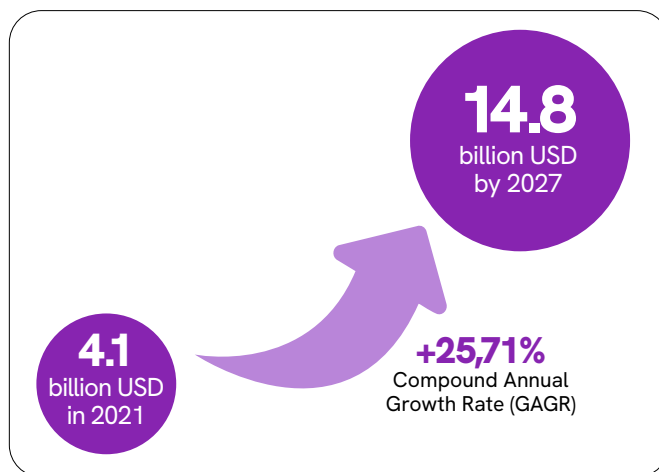 14.8
billion USD
by 2027
4.1
billion USD
in 2021
+25,71%
Compound Annual
Growth Rate (GAGR)